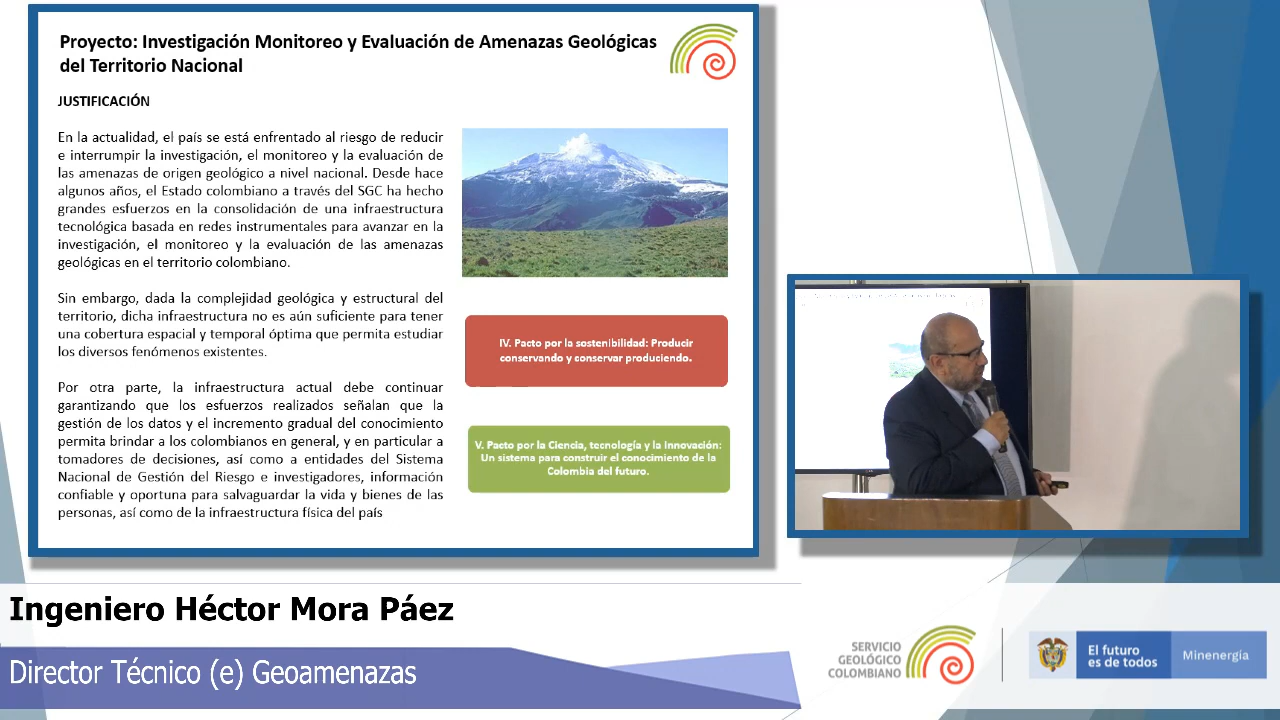 Proyecto: Investigación Monitoreo y Evaluación de Amenazas Geológicas
del Territorio Nacional
JUSTIFICACIÓN
En la actualidad, el país se está enfrentado al riesgo de reducir
e interrumpir la investigación, el monitoreo y la evaluación de
las amenazas de origen geológico a nivel nacional. Desde hace
algunos años, el Estado colombiano a través del SGC ha hecho
grandes esfuerzos en la consolidación de una infraestructura
tecnológica basada en redes instrumentales para avanzar en la
investigación, el monitoreo y la evaluación de las amenazas
geológicas en el territorio colombiano.
Sin embargo, dada la complejidad geológica y estructural del
territorio, dicha infraestructura no es aún suficiente para tener
una cobertura espacial y temporal óptima que permita estudiar
los diversos fenómenos existentes.
Por otra parte, la infraestructura actual debe continuar
garantizando que los esfuerzos realizados señalan que la
gestión de los datos y el incremento gradual del conocimiento
permita brindar a los colombianos en general, y en particular a
tomadores de decisiones, así como a entidades del Sistema
Nacional de Gestión del Riesgo e investigadores, información
confiable y oportuna para salvaguardar la vida y bienes de las
personas, así como de la infraestructura física del país
IV. Pacto por la sostenibilidad: Producir
conservando y conservar produciendo.
V. Pacto por la Ciencia, tecnología y la Innovación:
Un sistema para construir el conocimiento de la
Colombia del futuro.
Ingeniero Héctor Mora Páez
Director Técnico (e) Geoamenazas
SERVICIO
GEOLÓGICO
COLOMBIANO
El futuro
es de todos
Minenergía